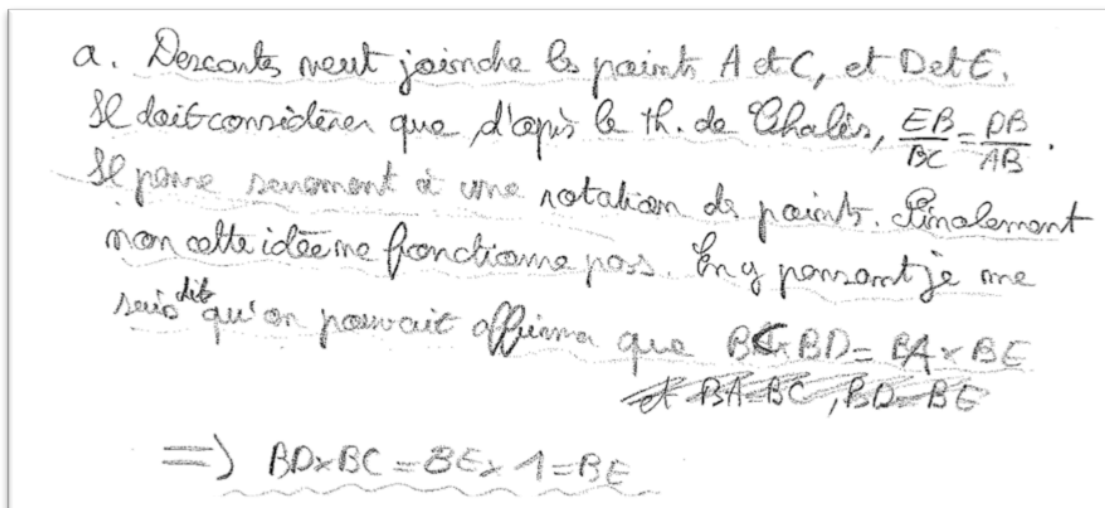 a. Descartes veut joindre les points A et C, et D et E.
Il doit considérer que, d'après le th. de Thalès, EB/BC = DB/AB.
Il pense surement à une rotation de points. Finalement
non cette idée ne fonctionne pas. En y pensant je me
suis dit qu'on pouvait affirmer que BC × BD = BA × BE
et BA=BC, BD=BE
=> BD×BC = BE × 1 = BE